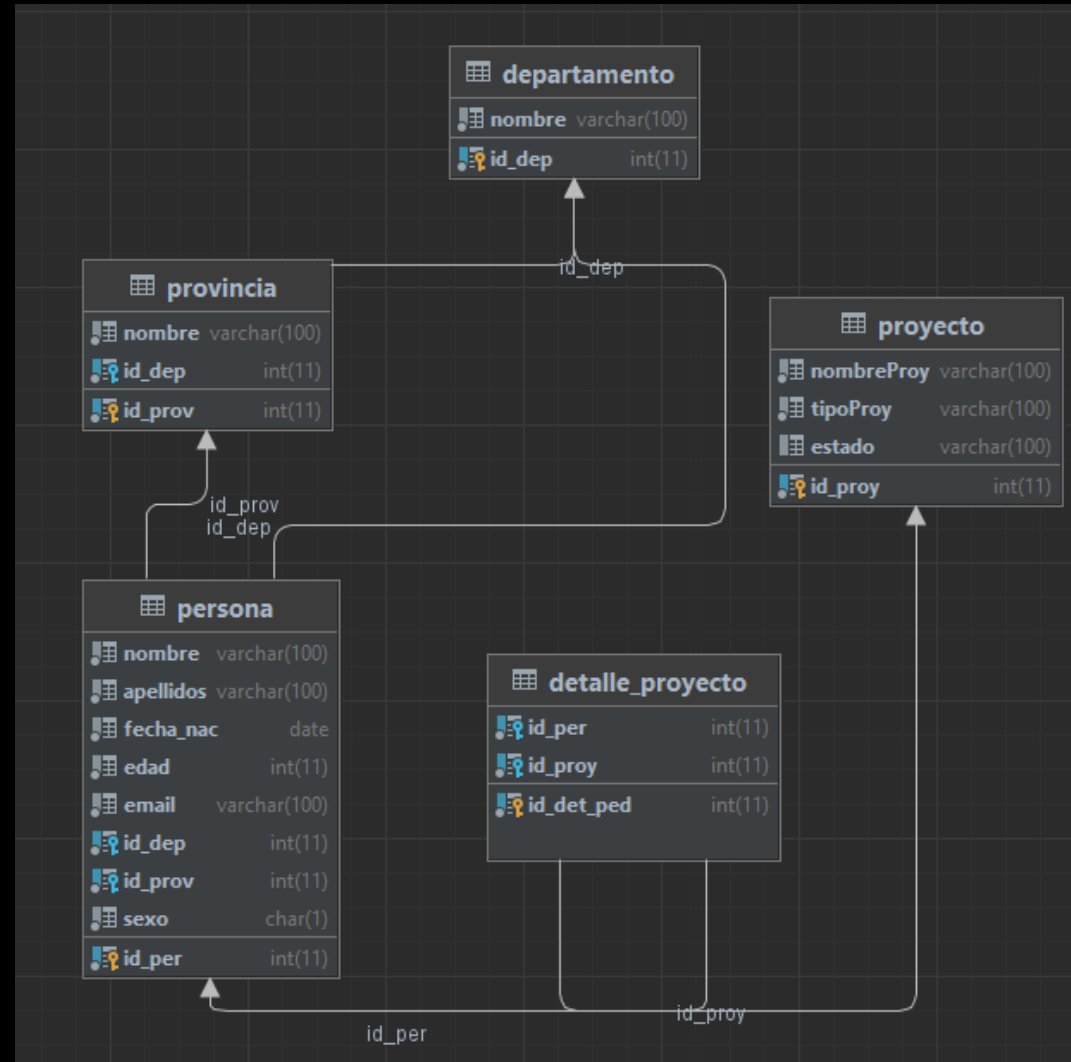 departamento
nombre varchar(100)
id_dep int(11)
id_dep
provincia
nombre varchar(100)
id_dep int(11)
id_prov int(11)
proyecto
nombreProy varchar(100)
tipoProy varchar(100)
estado varchar(100)
id_proy int(11)
id_prov
id_dep
persona
nombre varchar(100)
apellidos varchar(100)
fecha_nac date
edad int(11)
email varchar(100)
id_dep int(11)
id_prov int(11)
sexo char(1)
id_per int(11)
detalle_proyecto
id_per int(11)
id_proy int(11)
id_det_ped int(11)
id_proy
id_per